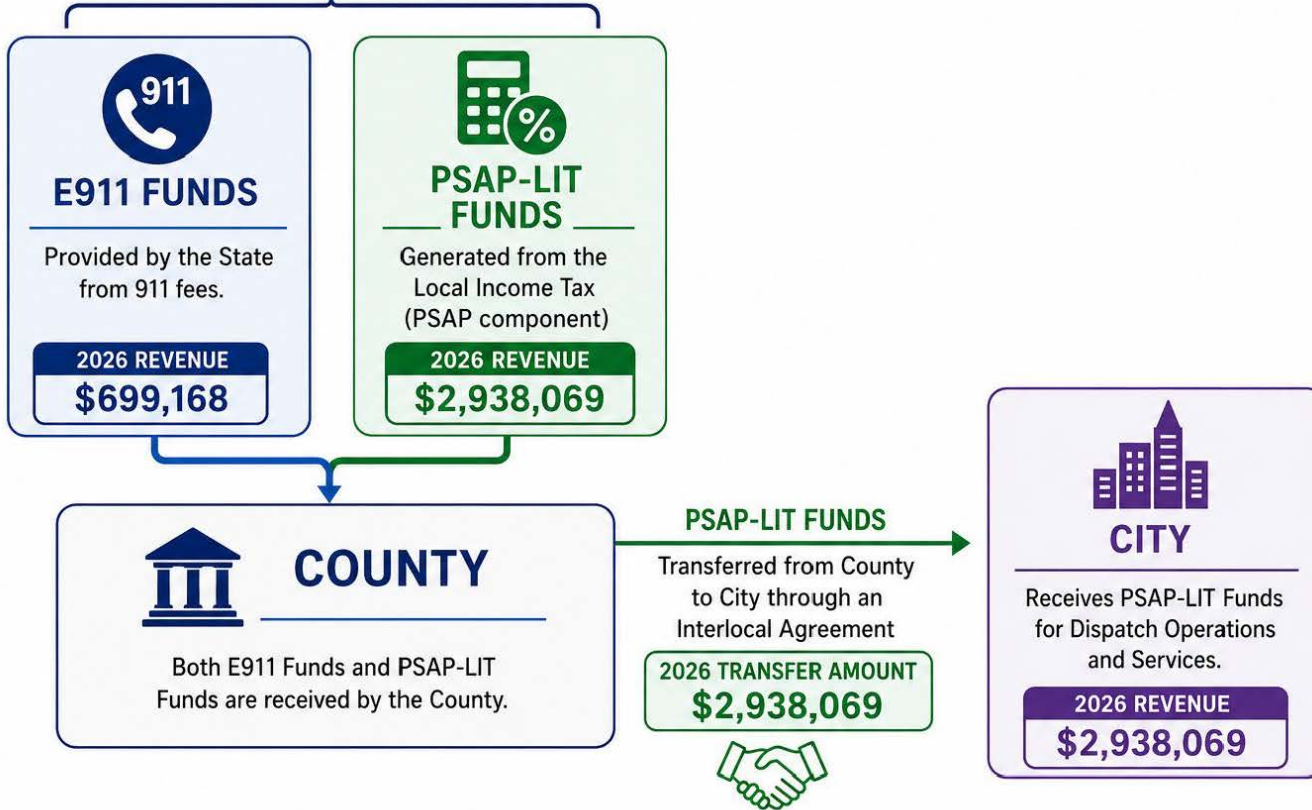 911
E911 FUNDS
Provided by the State
from 911 fees.
2026 REVENUE
$699,168
%
PSAP-LIT
FUNDS
Generated from the
Local Income Tax
(PSAP component)
2026 REVENUE
$2,938,069
COUNTY
Both E911 Funds and PSAP-LIT
Funds are received by the County.
PSAP-LIT FUNDS
Transferred from County
to City through an
Interlocal Agreement
2026 TRANSFER AMOUNT
$2,938,069
CITY
Receives PSAP-LIT Funds
for Dispatch Operations
and Services.
2026 REVENUE
$2,938,069